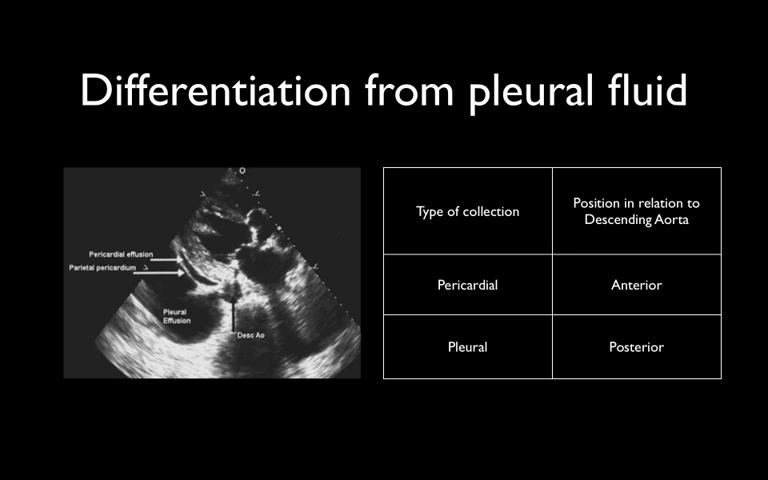 Differentiation from pleural fluid
Pericardial effusion
Parietal pericardium
Pleural
Effusion
Desc Ao
Type of collection
Position in relation to
Descending Aorta
Pericardial
Anterior
Pleural
Posterior